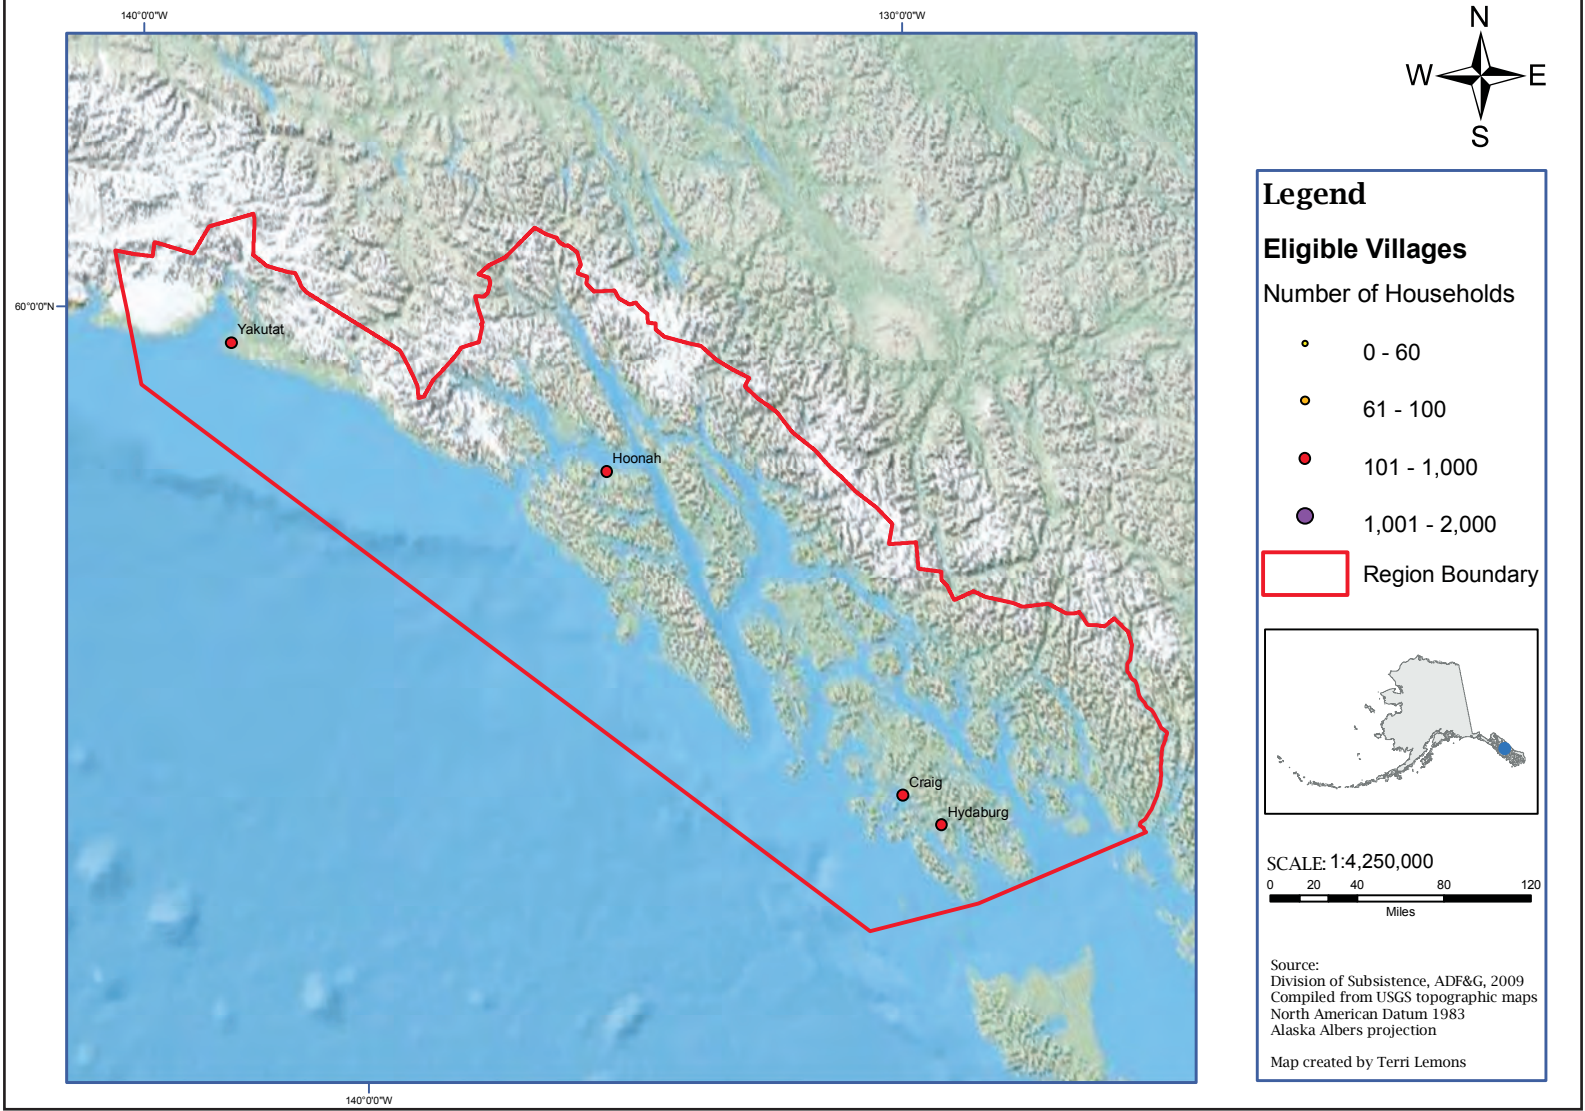 140°0'0"W
130°0'0"W
N
W
E
S
60°0'0"N
Yakutat
Hoonah
Craig
Hydaburg
140°0'0"W
Legend
Eligible Villages
Number of Households
0 - 60
61 - 100
101 - 1,000
1,001 - 2,000
Region Boundary
SCALE: 1:4,250,000
0 20 40 80 120
Miles
Source:
Division of Subsistence, ADF&G, 2009
Compiled from USGS topographic maps
North American Datum 1983
Alaska Albers projection
Map created by Terri Lemons